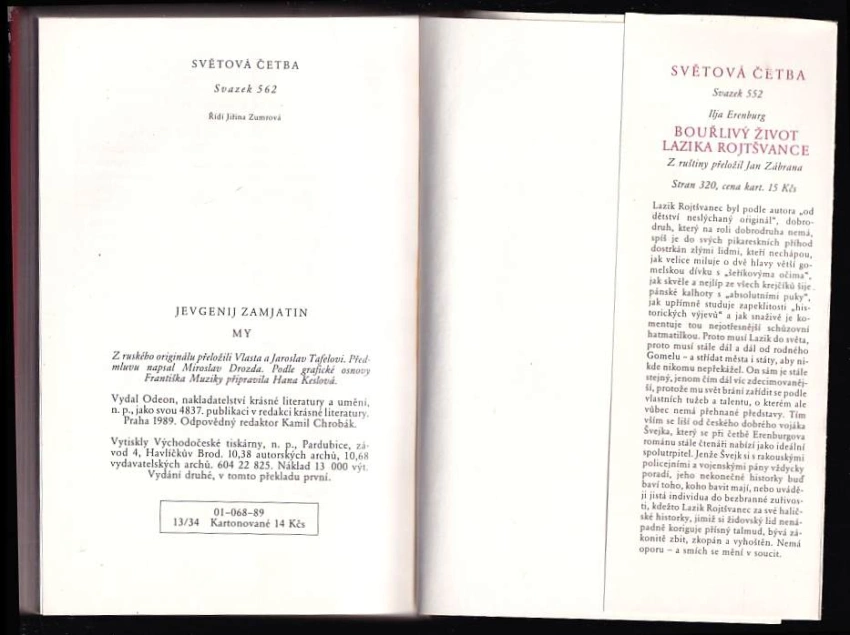 SVĚTOVÁ ČETBA
Svazek 562
Řídí Jiřina Zumrová
JEVGENIJ ZAMJATIN
MY
Z ruského originálu přeložili Vlasta a Jaroslav Tafelovi. Před-
mluvu napsal Miroslav Drozda. Podle grafické osnovy
Františka Muziky připravila Hana Keslová.
Vydal Odeon, nakladatelství krásné literatury a umění,
n. p., jako svou 4837. publikaci v redakci krásné literatury.
Praha 1989. Odpovědný redaktor Kamil Chrobák.
Vytiskly Východočeské tiskárny, n. p., Pardubice, zá-
vod 4, Havlíčkův Brod. 10,38 autorských archů, 10,68
vydavatelských archů. 604 22 825. Náklad 13 000 výt.
Vydání druhé, v tomto překladu první.
01–068–89
13/34 Kartonované 14 Kčs
SVĚTOVÁ ČETBA
Svazek 552
Ilja Erenburg
BOUŘLIVÝ ŽIVOT
LAZIKA ROJTŠVANCE
Z ruštiny přeložil Jan Zábrana
Stran 320, cena kart. 15 Kčs
Lazik Rojtšvanec byl podle autora „od
dětství neslýchaný originál“, dobro-
druh, který na roli dobrodruha nemá,
spíš je do svých pikareskních příhod
dostrkán zlými lidmi, kteří nechápou,
jak velice miluje o dvě hlavy větší go-
melskou dívku s „šeříkovýma očima“,
jak skvěle a nejlíp ze všech krejčíků šije
pánské kalhoty s „absolutními puky“,
jak upřímně studuje zapeklitosti „his-
torických výjevů“ a jak snaživě je ko-
mentuje tou nejotřesnější schůzovní
hatmatilkou. Proto musí Lazik do světa,
proto musí stále dál a dál od rodného
Gomelu – a střídat města i státy, aby ni-
kde nikomu nepřekážel. On sám je stále
stejný, jenom čím dál víc zdecimovaněj-
ší, protože mu svět brání zařídit se podle
vlastních tužeb a talentu, o kterém ale
vůbec nemá přehnané představy. Tím
vším se liší od českého dobrého vojáka
Švejka, který se při četbě Erenburgova
románu stále čtenáři nabízí jako ideální
spolutrpitel. Jenže Švejk si s rakouskými
policejními a vojenskými pány vždycky
poradí, jeho nekonečné historky buď
baví toho, koho bavit mají, nebo uvádě-
jí jistá individua do bezbranné zuřivos-
ti, kdežto Lazik Rojtšvanec za své halič-
ské historky, jimiž si židovský lid nená-
padně koriguje přísný talmud, bývá zá-
konitě zbit, zkopán a vyhoštěn. Nemá
oporu – a smích se mění v soucit.